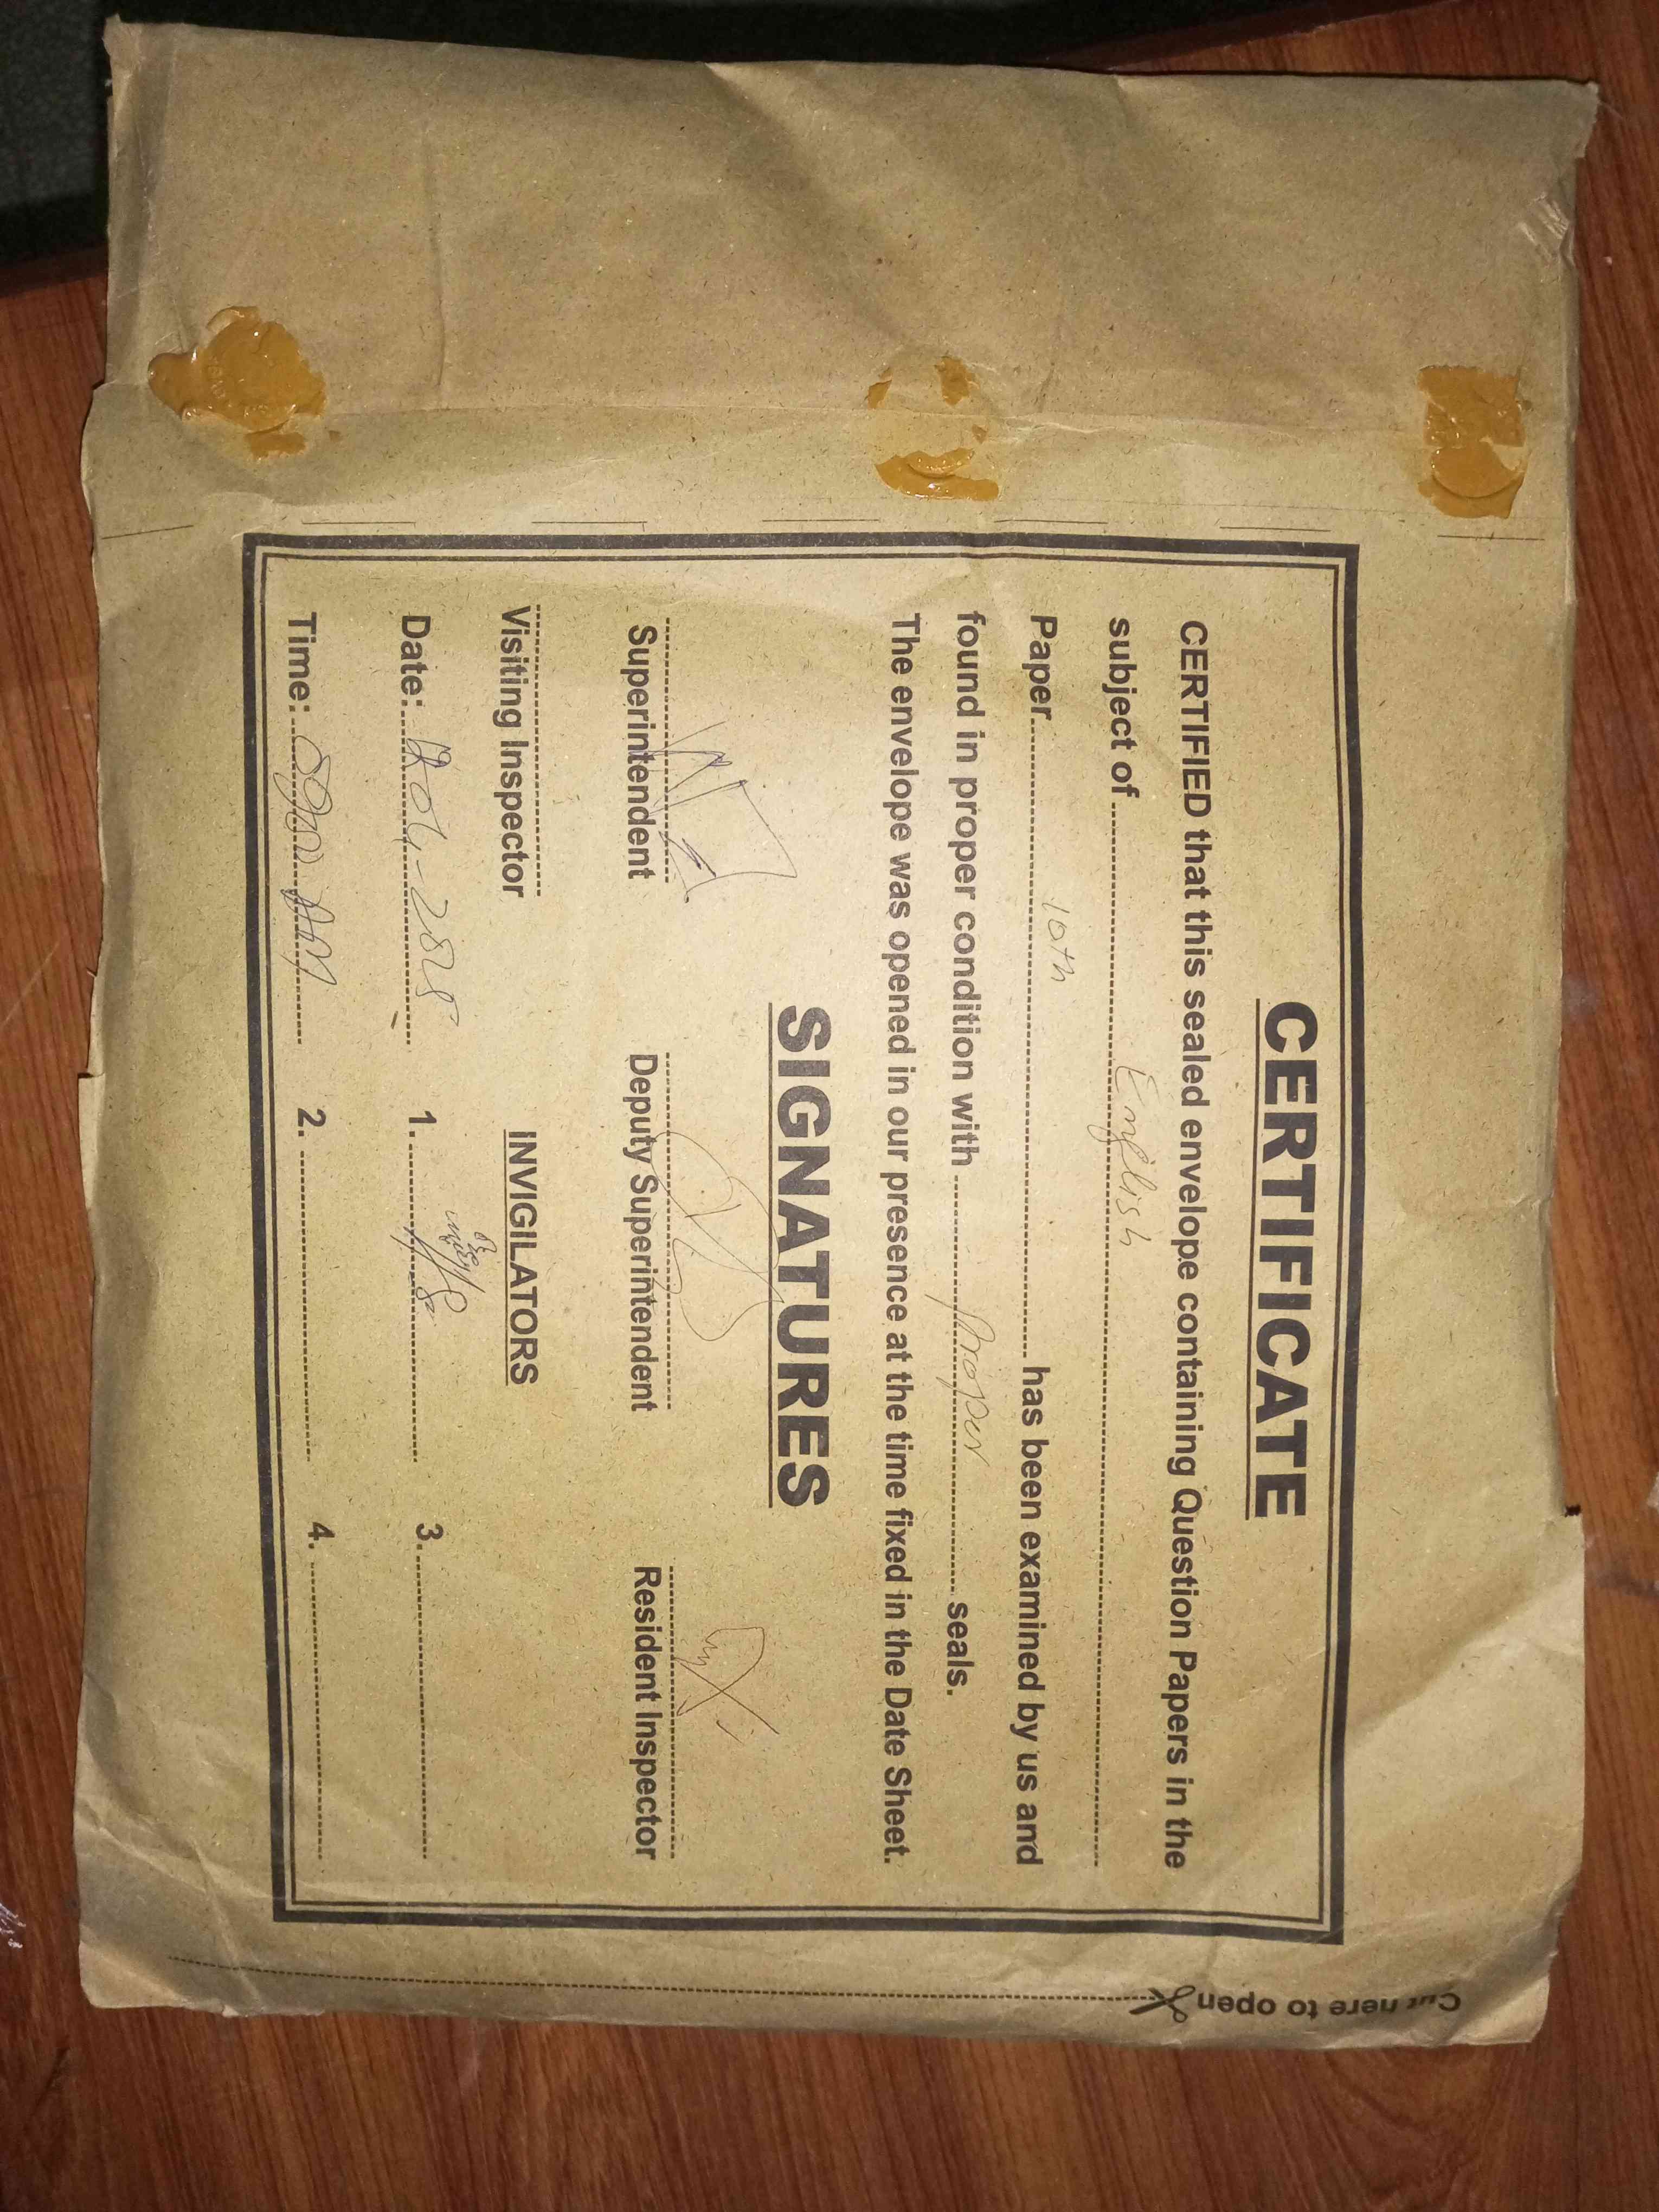 CERTIFICATE
CERTIFIED that this sealed envelope containing Question Papers in the
subject of English
Paper 10th has been examined by us and
found in proper condition with Proper seals.
The envelope was opened in our presence at the time fixed in the Date Sheet.
SIGNATURES
Superintendent Deputy Superintendent Resident Inspector
Visiting Inspector INVIGILATORS
Date: 1. 3.
Time: AM 2. 4.
Cut here to open